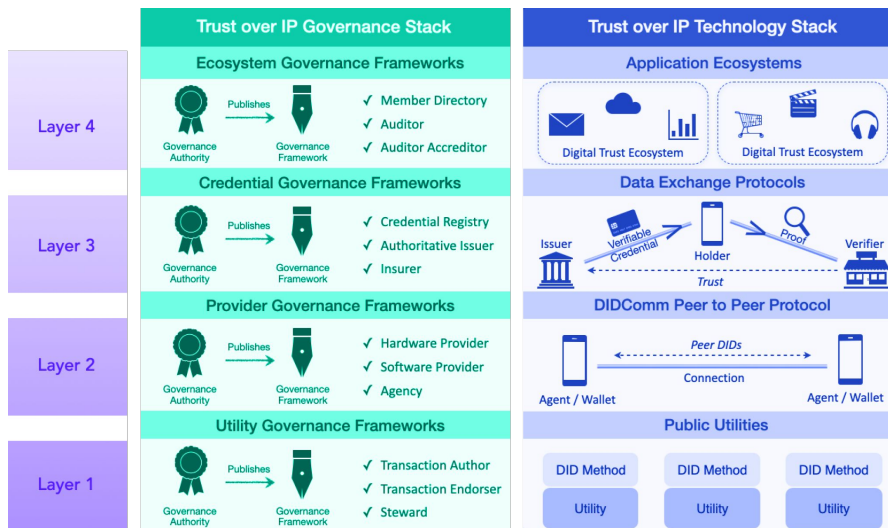 Trust over IP Governance Stack
Trust over IP Technology Stack
Layer 4
Ecosystem Governance Frameworks
Publishes
Governance
Authority
Governance
Framework
✓ Member Directory
✓ Auditor
✓ Auditor Accreditor
Application Ecosystems
Digital Trust Ecosystem
Digital Trust Ecosystem
Layer 3
Credential Governance Frameworks
Publishes
Governance
Authority
Governance
Framework
✓ Credential Registry
✓ Authoritative Issuer
✓ Insurer
Data Exchange Protocols
Issuer
Verifiable
Credential
Holder
Proof
Verifier
Trust
Layer 2
Provider Governance Frameworks
Publishes
Governance
Authority
Governance
Framework
✓ Hardware Provider
✓ Software Provider
✓ Agency
DIDComm Peer to Peer Protocol
Peer DIDs
Connection
Agent / Wallet
Agent / Wallet
Layer 1
Utility Governance Frameworks
Publishes
Governance
Authority
Governance
Framework
✓ Transaction Author
✓ Transaction Endorser
✓ Steward
Public Utilities
DID Method
DID Method
DID Method
Utility
Utility
Utility